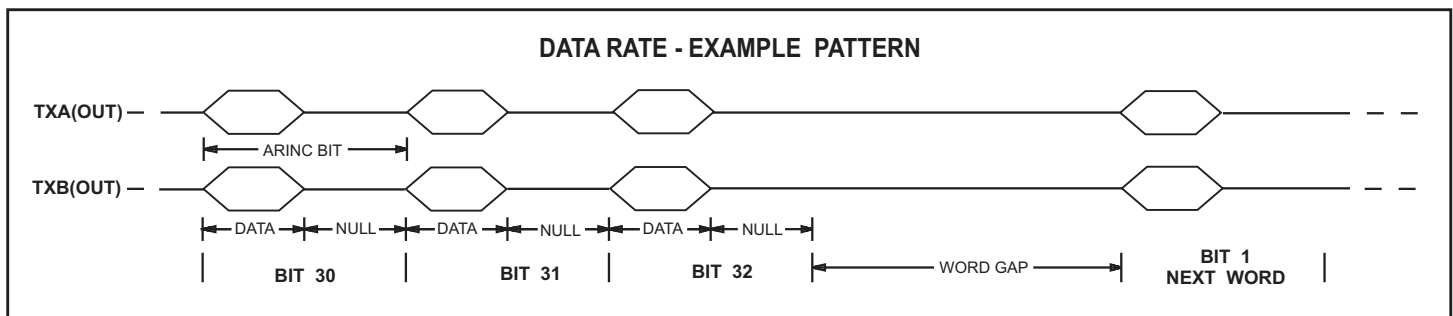 DATA RATE - EXAMPLE PATTERN
TXA(OUT)
ARINC BIT
TXB(OUT)
DATA NULL DATA NULL DATA NULL
BIT 30 BIT 31 BIT 32 WORD GAP BIT 1
NEXT WORD